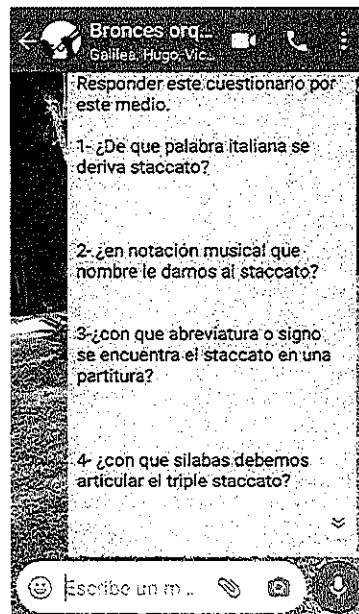 Bronces orq...
Galilea, Hugo, Vic...
Responder este cuestionario por
este medio.
1- ¿De que palabra italiana se
deriva staccato?
2- ¿en notación musical que
nombre le damos al staccato?
3-¿con que abreviatura o signo
se encuentra el staccato en una
partitura?
4- ¿con que silabas debemos
articular el triple staccato?
Escribe un m...